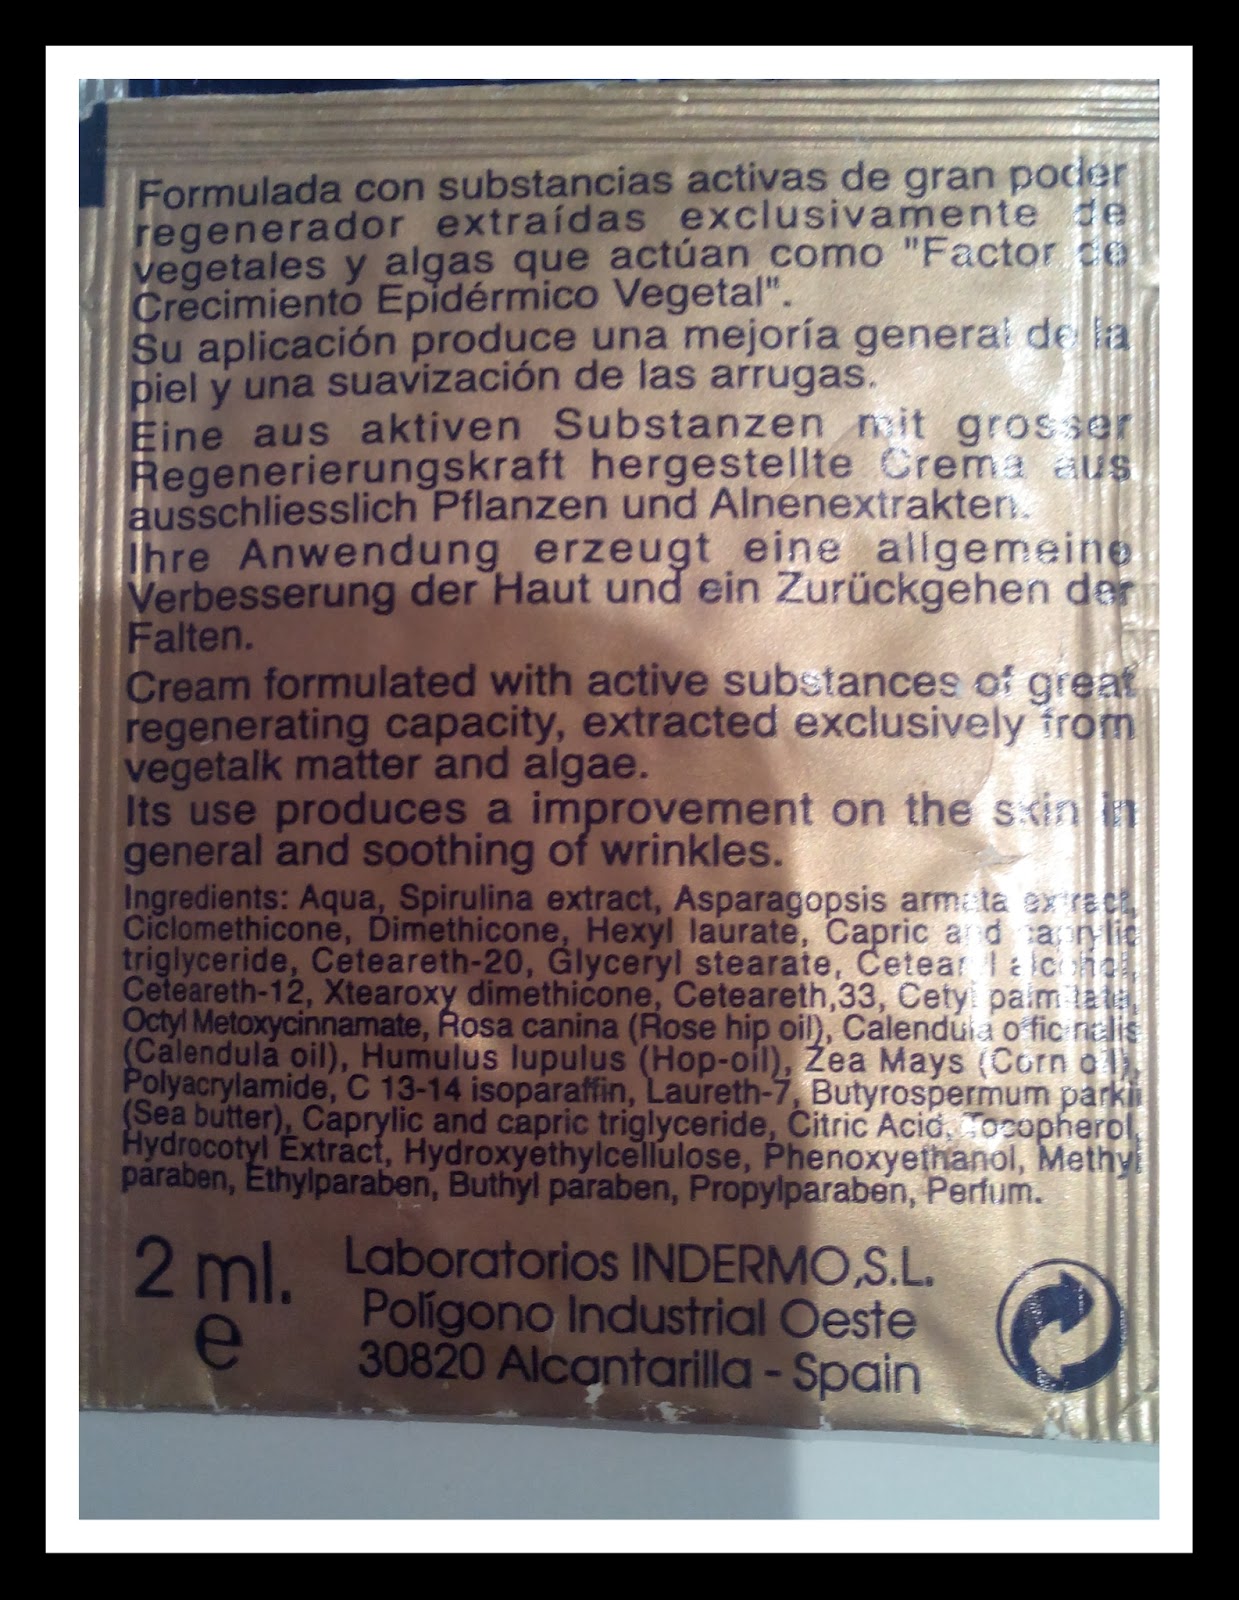 Formulada con substancias activas de gran poder
regenerador extraídas exclusivamente de
vegetales y algas que actúan como "Factor de
Crecimiento Epidérmico Vegetal".
Su aplicación produce una mejoría general de la
piel y una suavización de las arrugas.
Eine aus aktiven Substanzen mit grosser
Regenerierungskraft hergestellte Crema aus
ausschliesslich Pflanzen und Alnenextrakten.
Ihre Anwendung erzeugt eine allgemeine
Verbesserung der Haut und ein Zurückgehen der
Falten.
Cream formulated with active substances of great
regenerating capacity, extracted exclusively from
vegetalk matter and algae.
Its use produces a improvement on the skin in
general and soothing of wrinkles.
Ingredients: Aqua, Spirulina extract, Asparagopsis armata extract,
Ciclomethicone, Dimethicone, Hexyl laurate, Capric and caprylic
triglyceride, Ceteareth-20, Glyceryl stearate, Cetearyl alcohol,
Ceteareth-12, Xtearoxy dimethicone, Ceteareth,33, Cetyl palmitate,
Octyl Metoxycinnamate, Rosa canina (Rose hip oil), Calendula officinalis
(Calendula oil), Humulus lupulus (Hop-oil), Zea Mays (Corn oil),
Polyacrylamide, C 13-14 isoparaffin, Laureth-7, Butyrospermum parkii
(Sea butter), Caprylic and capric triglyceride, Citric Acid, Tocopherol,
Hydrocotyl Extract, Hydroxyethylcellulose, Phenoxyethanol, Methyl
paraben, Ethylparaben, Buthyl paraben, Propylparaben, Perfum.
2 ml.
e
Laboratorios INDERMO,S.L.
Polígono Industrial Oeste
30820 Alcantarilla - Spain